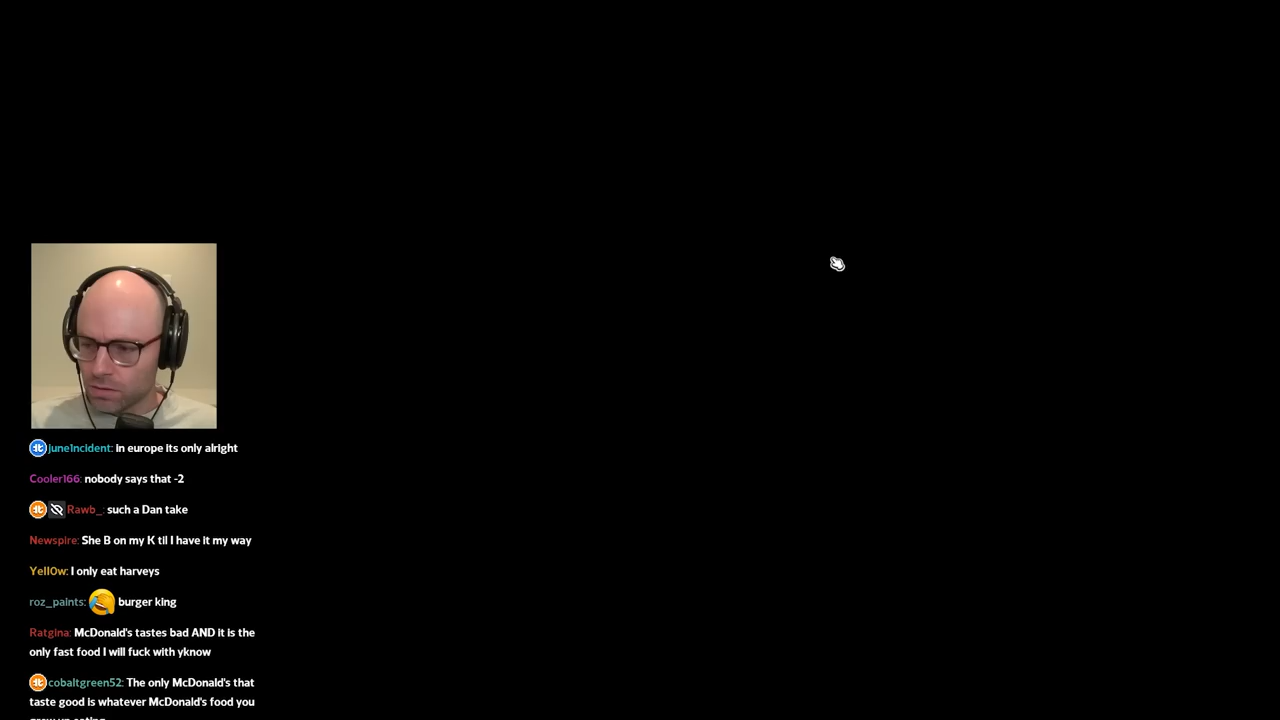 june1ncident: in europe its only alright
Cooler166: nobody says that -2
Rawb_: such a Dan take
Newspire: She B on my K til I have it my way
Yell0w: I only eat harveys
roz_paints: burger king
Ratgina: McDonald's tastes bad AND it is the
only fast food I will fuck with yknow
cobaltgreen52: The only McDonald's that
taste good is whatever McDonald's food you